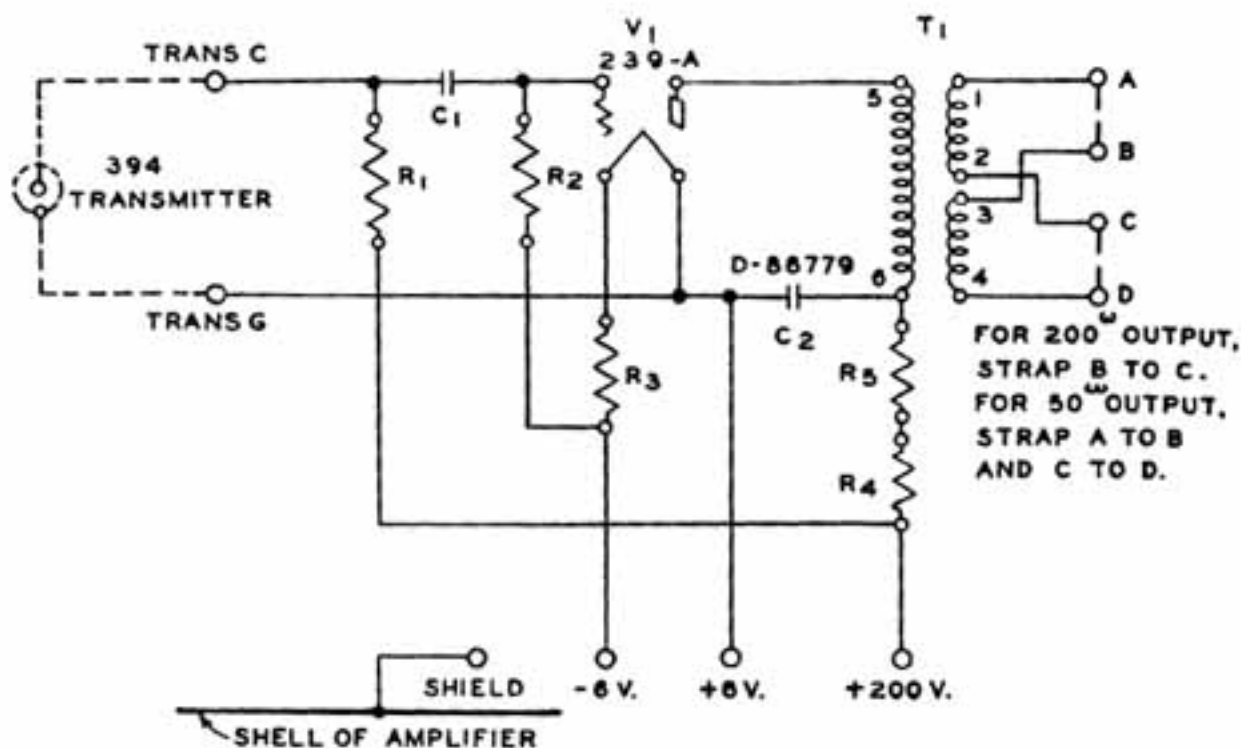 TRANS C
V1
239-A
T1
C1
5
1
A
2
B
394
TRANSMITTER
R1
R2
3
C
D-88779
6
4
D
TRANS G
C2
FOR 200ω OUTPUT,
STRAP B TO C.
FOR 50ω OUTPUT,
STRAP A TO B
AND C TO D.
R3
R5
R4
SHIELD
-6 V.
+6 V.
+200 V.
SHELL OF AMPLIFIER